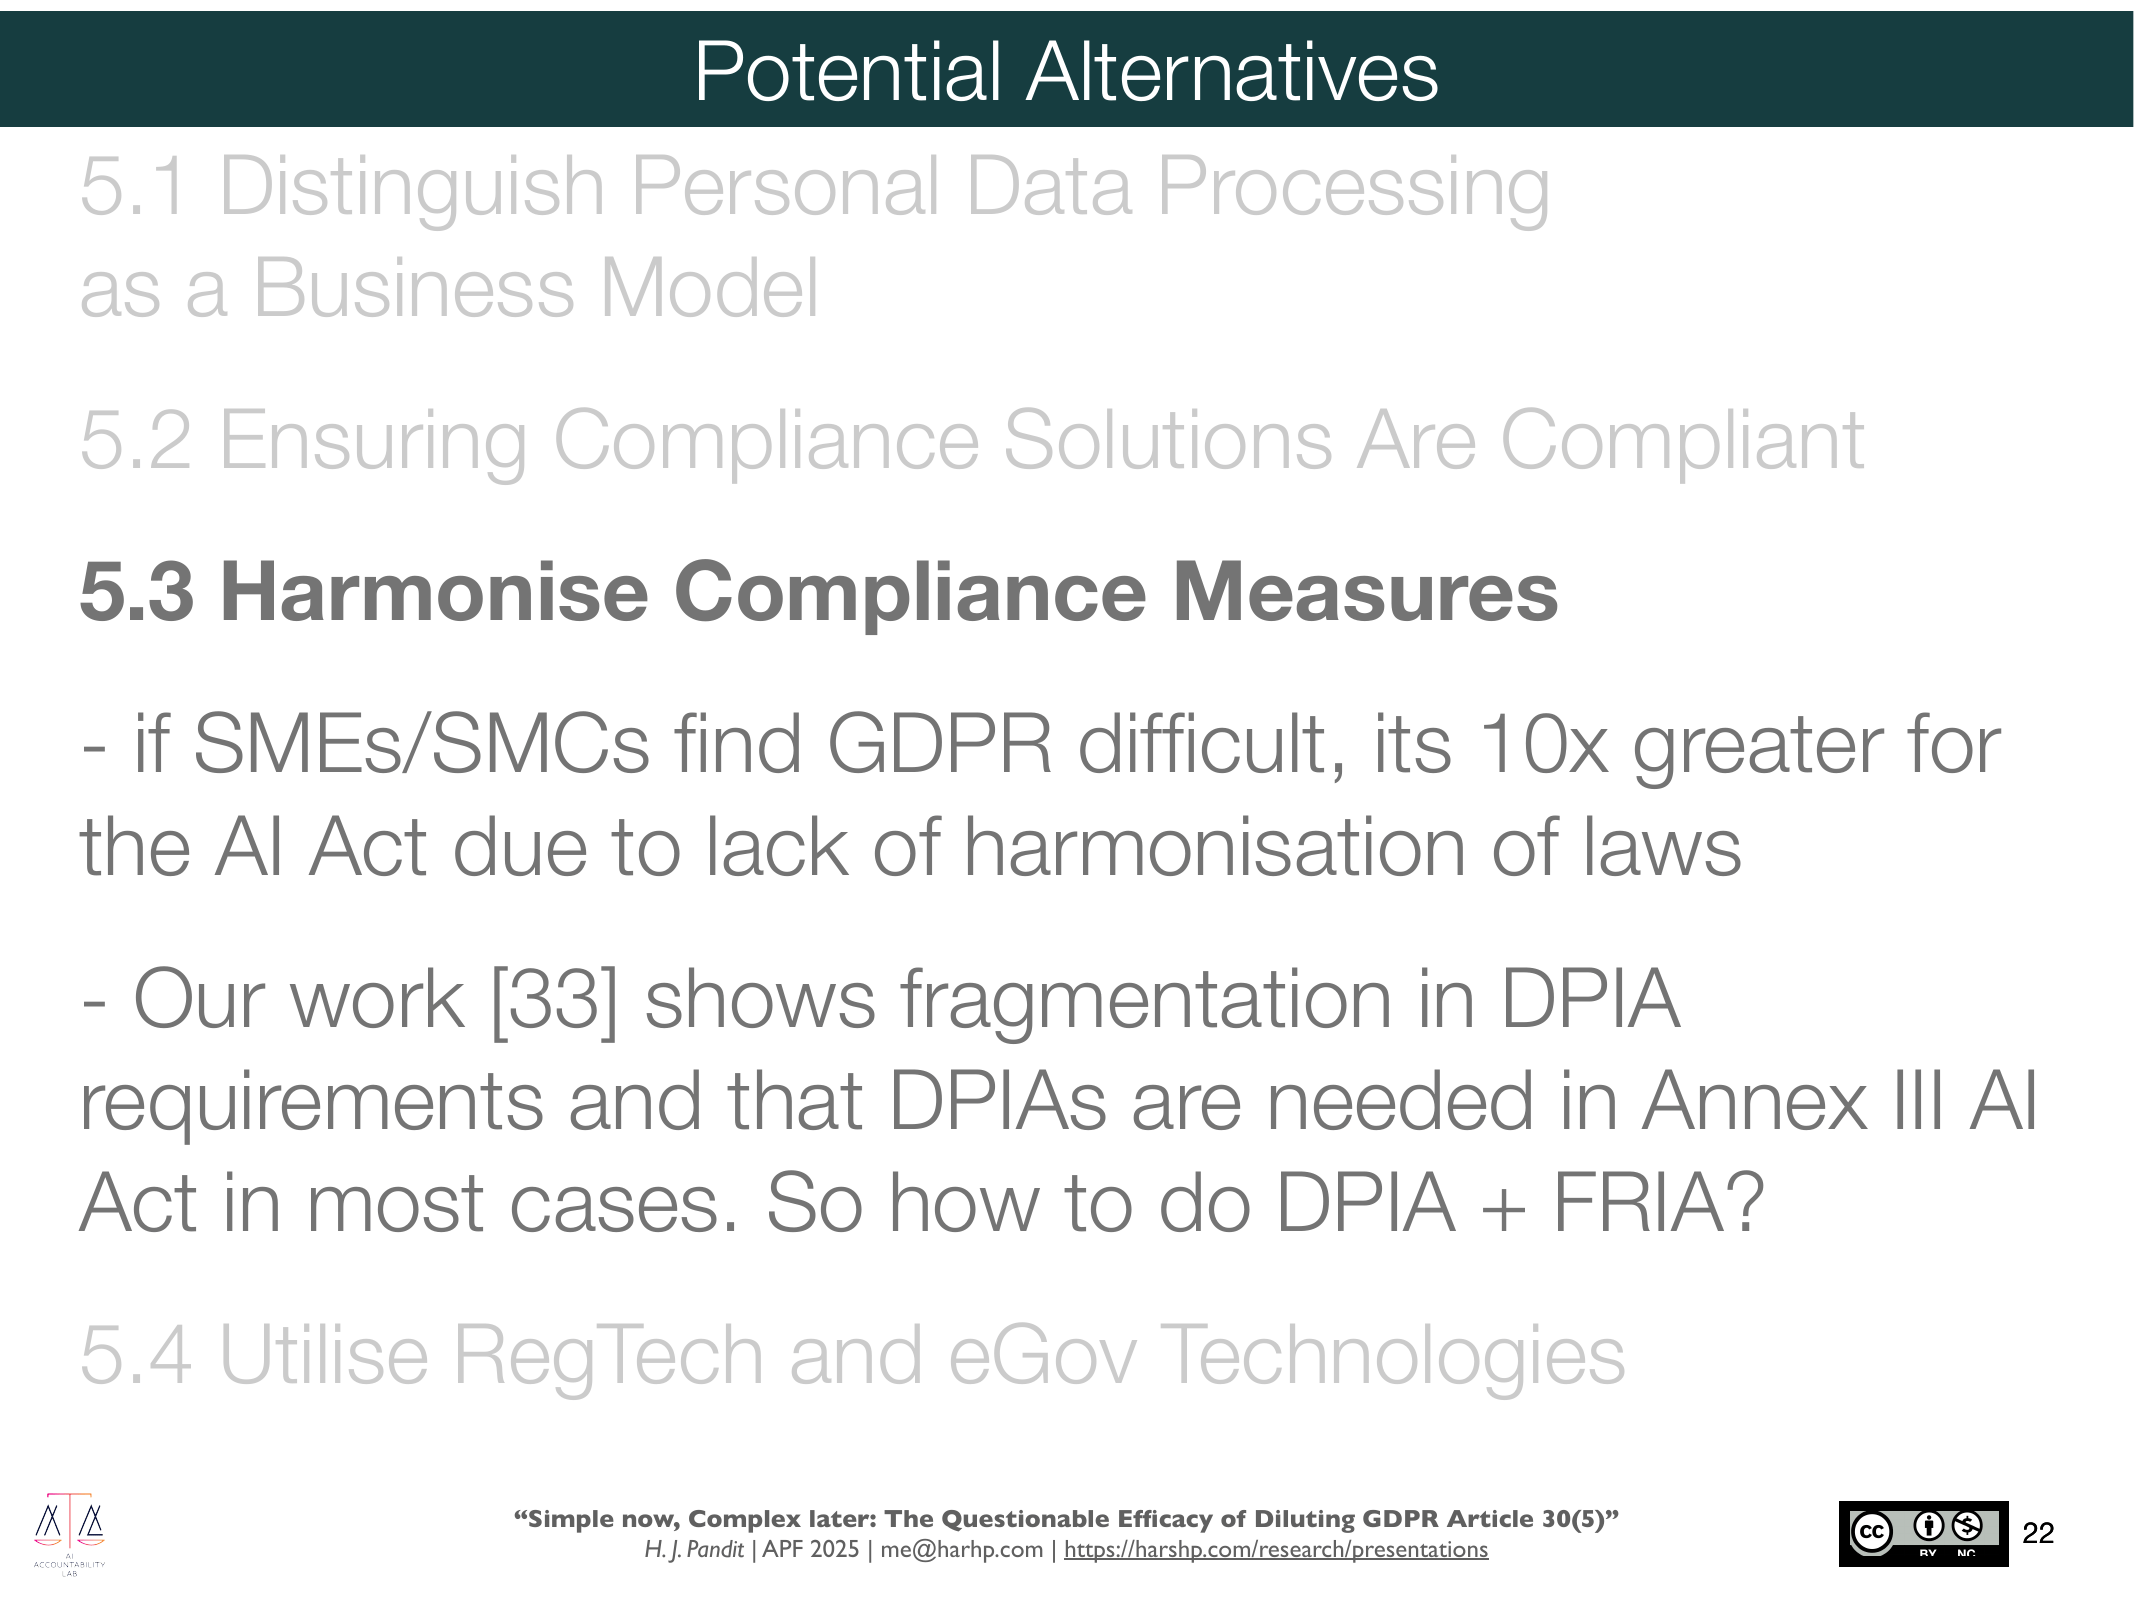 Potential Alternatives
5.1 Distinguish Personal Data Processing
as a Business Model
5.2 Ensuring Compliance Solutions Are Compliant
5.3 Harmonise Compliance Measures
- if SMEs/SMCs find GDPR difficult, its 10x greater for
the AI Act due to lack of harmonisation of laws
- Our work [33] shows fragmentation in DPIA
requirements and that DPIAs are needed in Annex III AI
Act in most cases. So how to do DPIA + FRIA?
5.4 Utilise RegTech and eGov Technologies
AI
ACCOUNTABILITY
LAB
“Simple now, Complex later: The Questionable Efficacy of Diluting GDPR Article 30(5)”
H. J. Pandit | APF 2025 | me@harhp.com | https://harshp.com/research/presentations
cc
BY NC
22